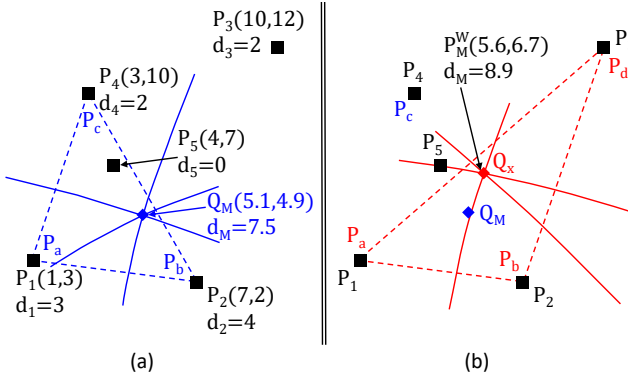 P3(10,12)
d3=2
P4(3,10)
d4=2
Pc
P5(4,7)
d5=0
QM(5.1,4.9)
dM=7.5
Pa
Pb
P1(1,3)
d1=3
P2(7,2)
d2=4
(a)
PMW(5.6,6.7)
dM=8.9
P
Pd
P4
Pc
P5
Qx
QM
Pa
Pb
P1
P2
(b)